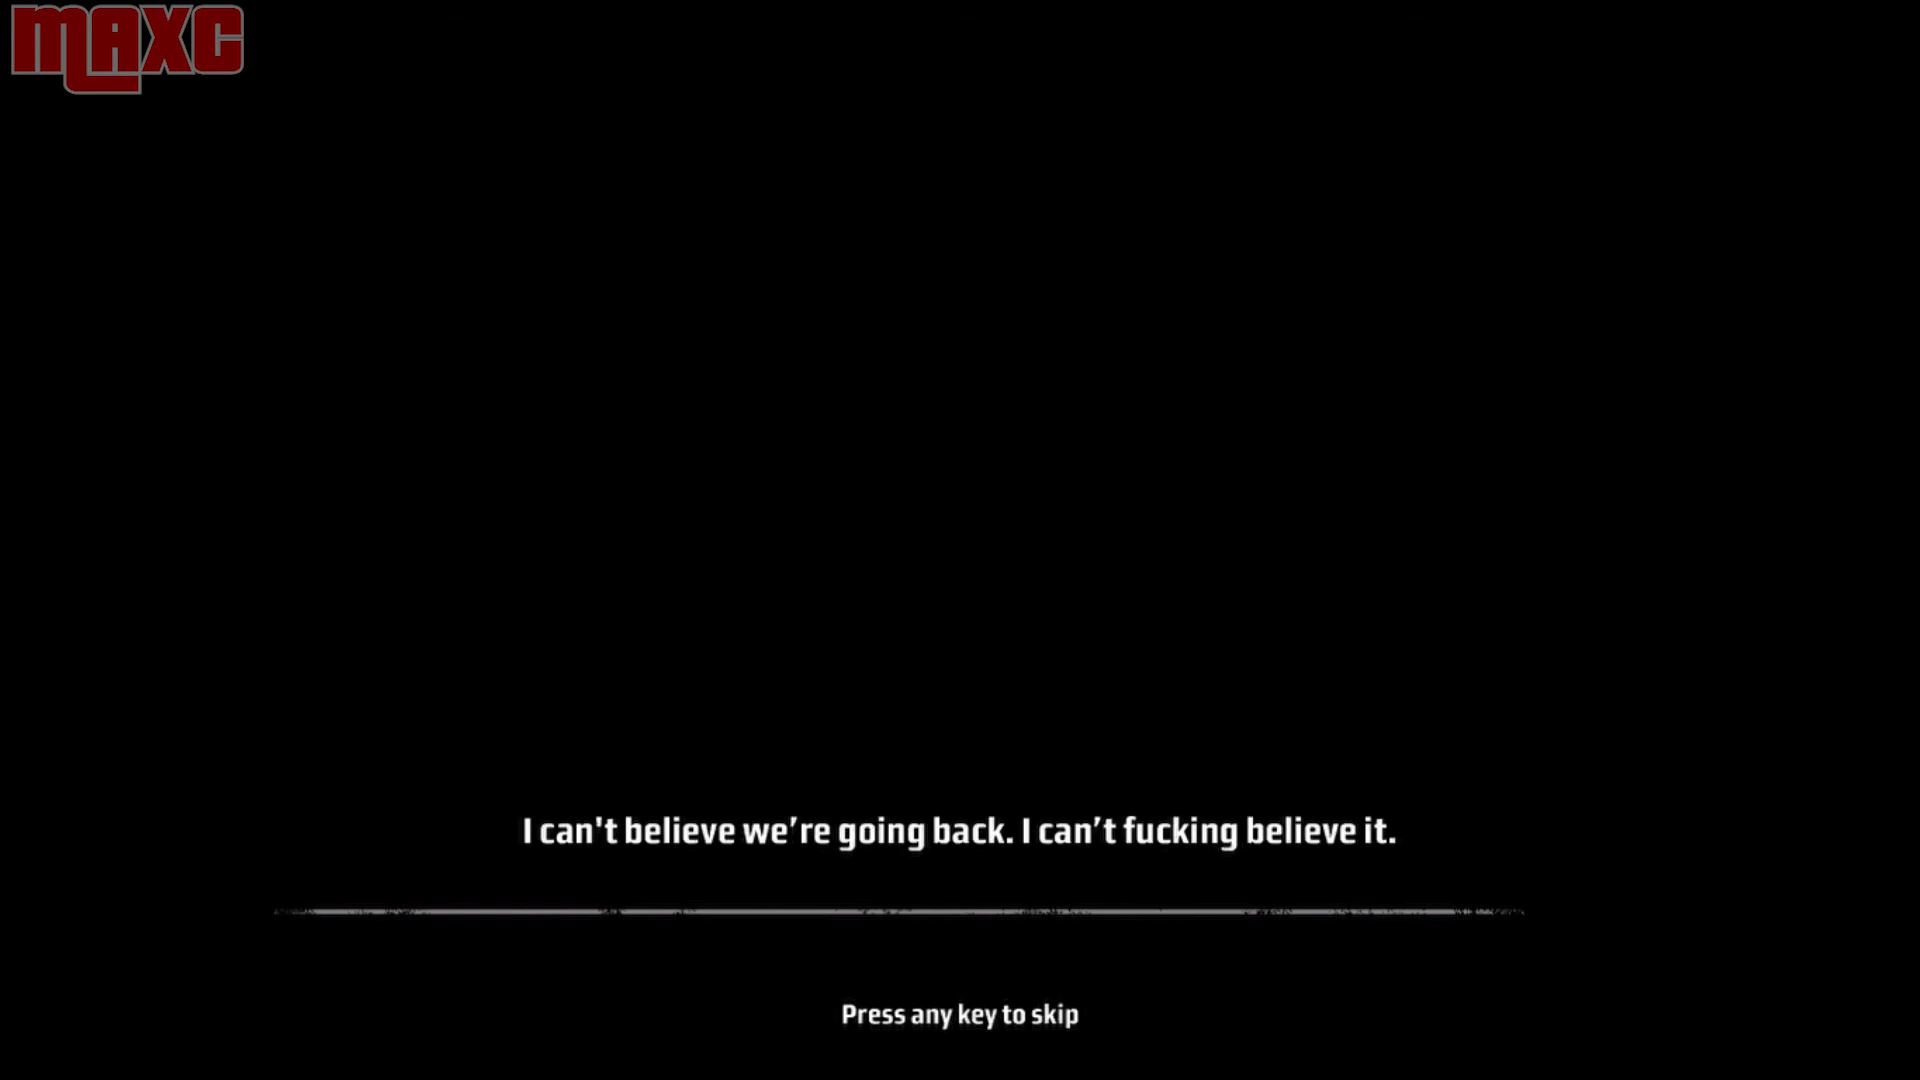 MAXC
I can't believe we’re going back. I can’t fucking believe it.
Press any key to skip